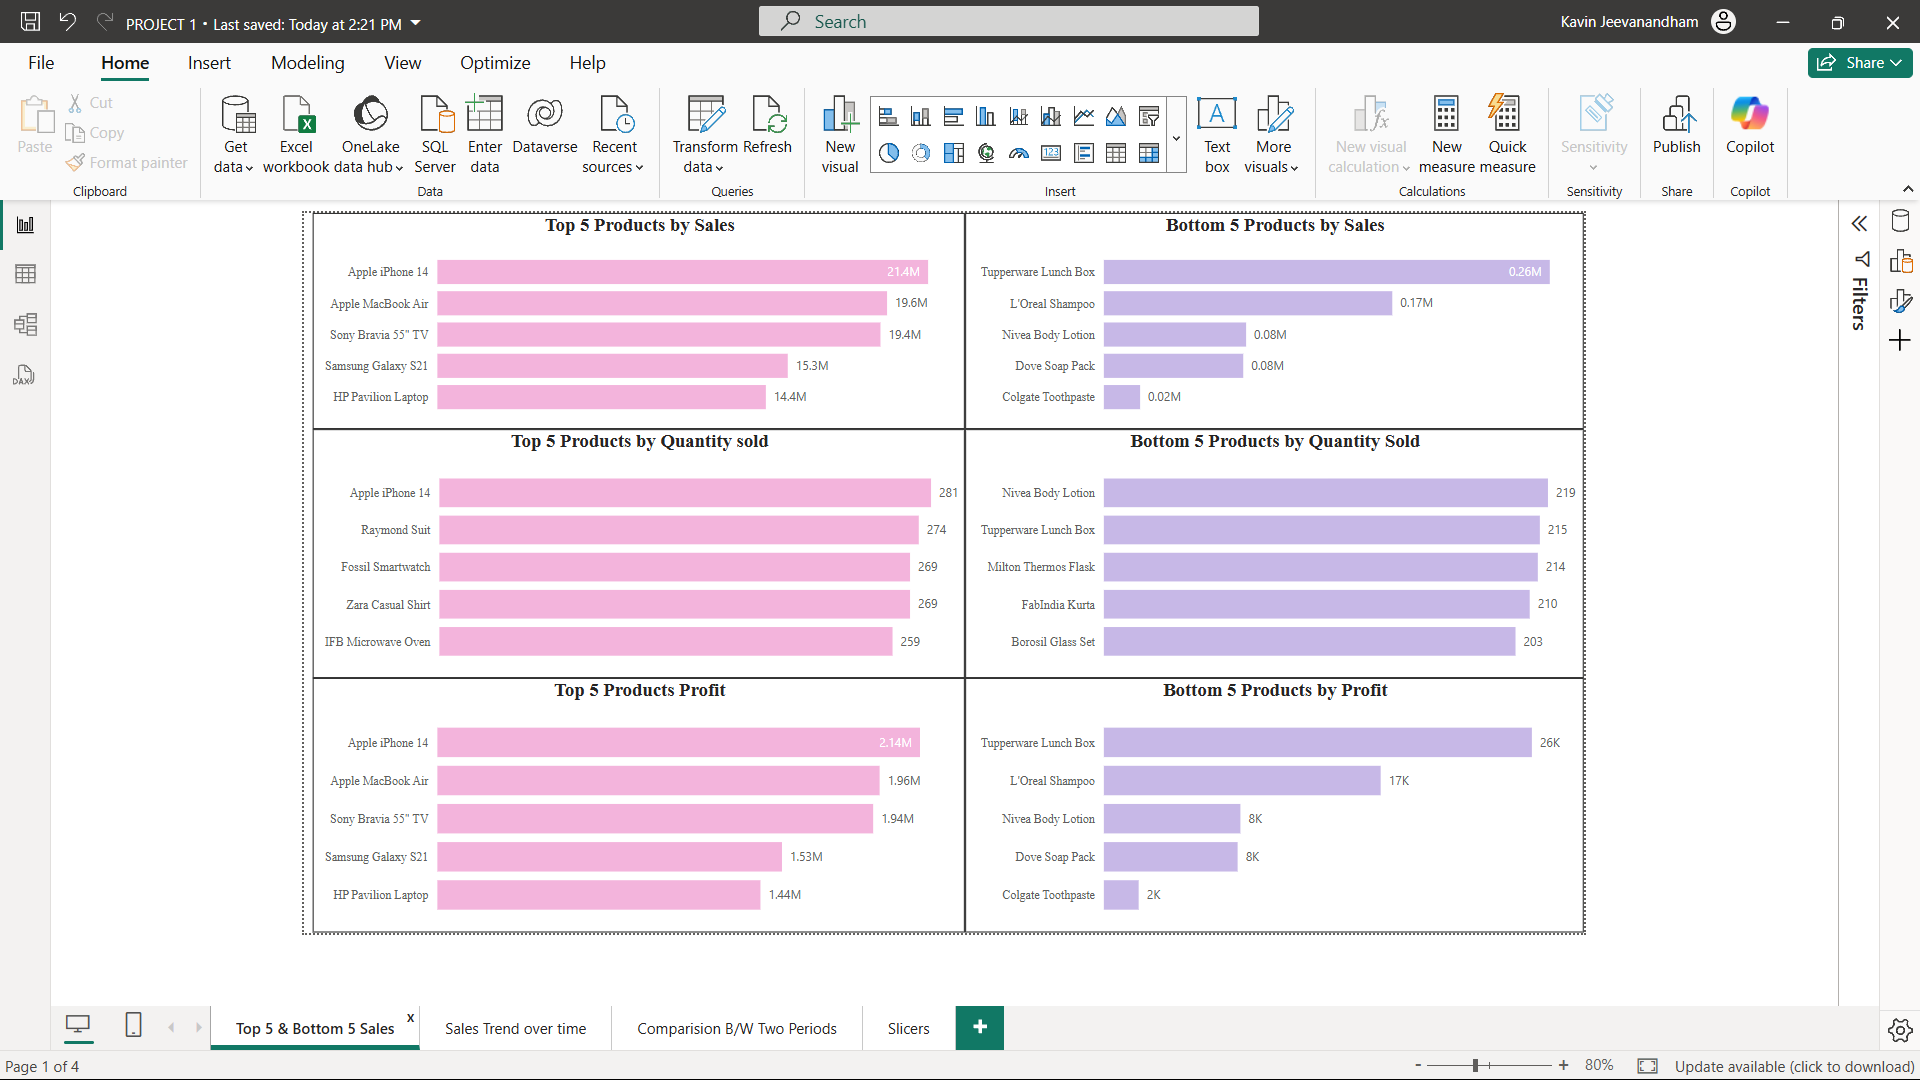 PROJECT 1 • Last saved: Today at 2:21 PM
Search
Kavin Jeevanandham
File
Home
Insert
Modeling
View
Optimize
Help
Share
Paste
Cut
Copy
Format painter
Clipboard
Get data
Excel workbook
OneLake data hub
SQL Server
Enter data
Dataverse
Recent sources
Data
Transform data
Refresh
Queries
New visual
123
A
Text box
More visuals
Insert
New visual calculation
New measure
Quick measure
Calculations
Sensitivity
Sensitivity
Publish
Share
Copilot
Copilot
DAX
Filters
Top 5 Products by Sales
Apple iPhone 14 21.4M
Apple MacBook Air 19.6M
Sony Bravia 55" TV 19.4M
Samsung Galaxy S21 15.3M
HP Pavilion Laptop 14.4M
Bottom 5 Products by Sales
Tupperware Lunch Box 0.26M
L'Oreal Shampoo 0.17M
Nivea Body Lotion 0.08M
Dove Soap Pack 0.08M
Colgate Toothpaste 0.02M
Top 5 Products by Quantity sold
Apple iPhone 14 281
Raymond Suit 274
Fossil Smartwatch 269
Zara Casual Shirt 269
IFB Microwave Oven 259
Bottom 5 Products by Quantity Sold
Nivea Body Lotion 219
Tupperware Lunch Box 215
Milton Thermos Flask 214
FabIndia Kurta 210
Borosil Glass Set 203
Top 5 Products Profit
Apple iPhone 14 2.14M
Apple MacBook Air 1.96M
Sony Bravia 55" TV 1.94M
Samsung Galaxy S21 1.53M
HP Pavilion Laptop 1.44M
Bottom 5 Products by Profit
Tupperware Lunch Box 26K
L'Oreal Shampoo 17K
Nivea Body Lotion 8K
Dove Soap Pack 8K
Colgate Toothpaste 2K
Top 5 & Bottom 5 Sales x
Sales Trend over time
Comparision B/W Two Periods
Slicers
+
Page 1 of 4
- + 80%
Update available (click to download)